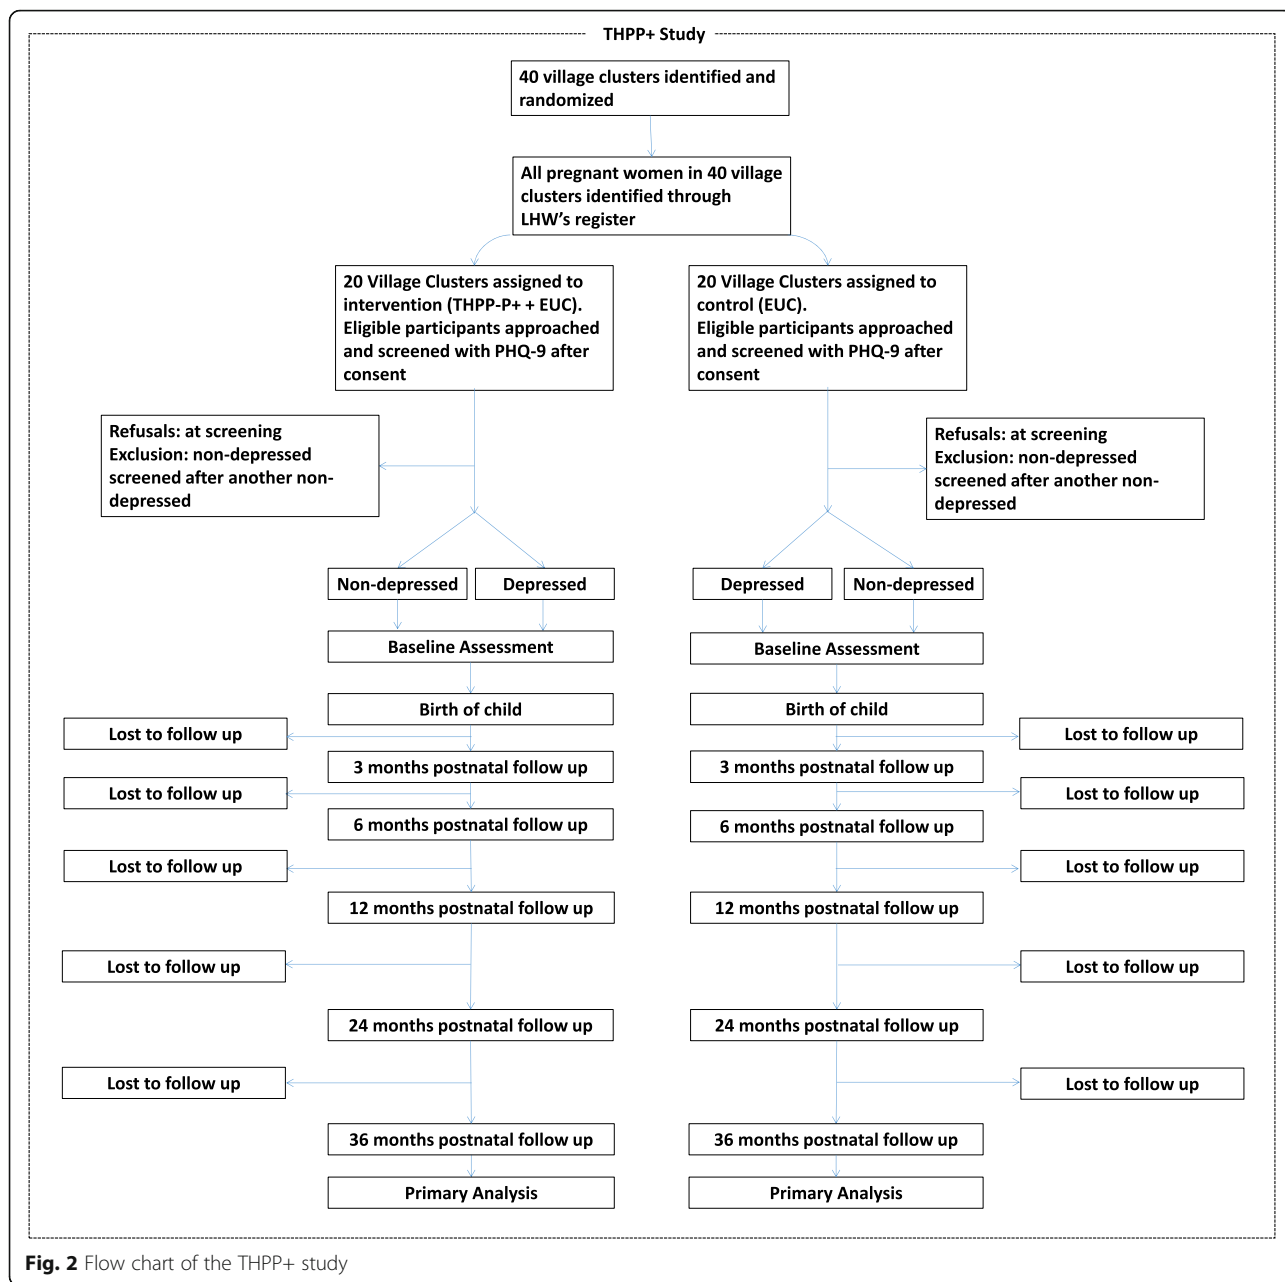 THPP+ Study
40 village clusters identified and
randomized
All pregnant women in 40 village
clusters identified through
LHW's register
20 Village Clusters assigned to
intervention (THPP-P+ + EUC).
Eligible participants approached
and screened with PHQ-9 after
consent
20 Village Clusters assigned to
control (EUC).
Eligible participants approached
and screened with PHQ-9 after
consent
Refusals: at screening
Exclusion: non-depressed
screened after another non-
depressed
Refusals: at screening
Exclusion: non-depressed
screened after another non-
depressed
Non-depressed
Depressed
Depressed
Non-depressed
Baseline Assessment
Baseline Assessment
Birth of child
Birth of child
Lost to follow up
Lost to follow up
3 months postnatal follow up
3 months postnatal follow up
Lost to follow up
Lost to follow up
6 months postnatal follow up
6 months postnatal follow up
Lost to follow up
Lost to follow up
12 months postnatal follow up
12 months postnatal follow up
Lost to follow up
Lost to follow up
24 months postnatal follow up
24 months postnatal follow up
Lost to follow up
Lost to follow up
36 months postnatal follow up
36 months postnatal follow up
Primary Analysis
Primary Analysis
Fig. 2 Flow chart of the THPP+ study